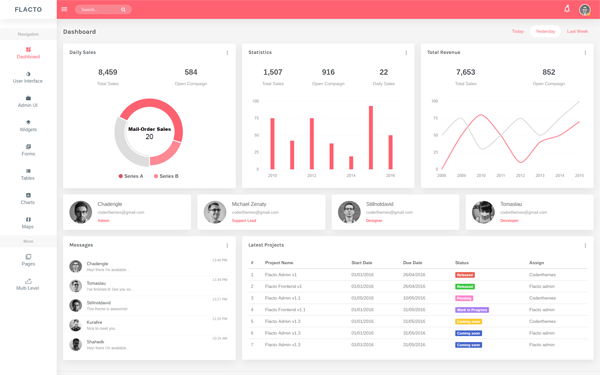 FLACTO
Search
Navigation
Dashboard
User Interface
Admin UI
Widgets
Forms
Tables
Charts
Maps
More
Pages
Multi Level
Dashboard
Today
Yesterday
Last Week
Daily Sales
8,459
584
Total Sales
Open Campaign
Mail-Order Sales
20
Series A
Series B
Statistics
1,507
916
22
Total Sales
Open Campaign
Daily Sales
100
75
50
25
0
2010
2012
2014
2016
Total Revenue
7,653
852
Total Sales
Open Campaign
100
75
50
25
0
2008
2009
2010
2011
2012
2013
2014
2015
Chadengle
coderthemes@gmail.com
Admin
Michael Zenaty
coderthemes@gmail.com
Support Lead
Stillnotdavid
coderthemes@gmail.com
Designer
Tomaslau
coderthemes@gmail.com
Developer
Messages
Chadengle
Hey! there I'm available.
13:40 PM
Tomaslau
I've finished it! See you so...
13:34 PM
Stillnotdavid
This theme is awesome!
13:17 PM
Kurafire
Nice to meet you
Shahedk
Hey! there I'm available.
Latest Projects
# Project Name Start Date Due Date Status Assign
1 Flacto Admin v1 01/01/2016 26/04/2016 Released Coderthemes
2 Flacto Frontend v1 01/01/2016 26/04/2016 Released Flacto admin
3 Flacto Admin v1.1 01/05/2016 10/05/2016 Pending Coderthemes
4 Flacto Frontend v1.1 01/01/2016 31/05/2016 Work in Progress Flacto admin
5 Flacto Admin v1.3 01/01/2016 31/05/2016 Coming soon Coderthemes
6 Flacto Admin v1.3 01/01/2016 31/05/2016 Coming soon Flacto admin
7 Flacto Admin v1.3 01/01/2016 31/05/2016 Coming soon Flacto admin